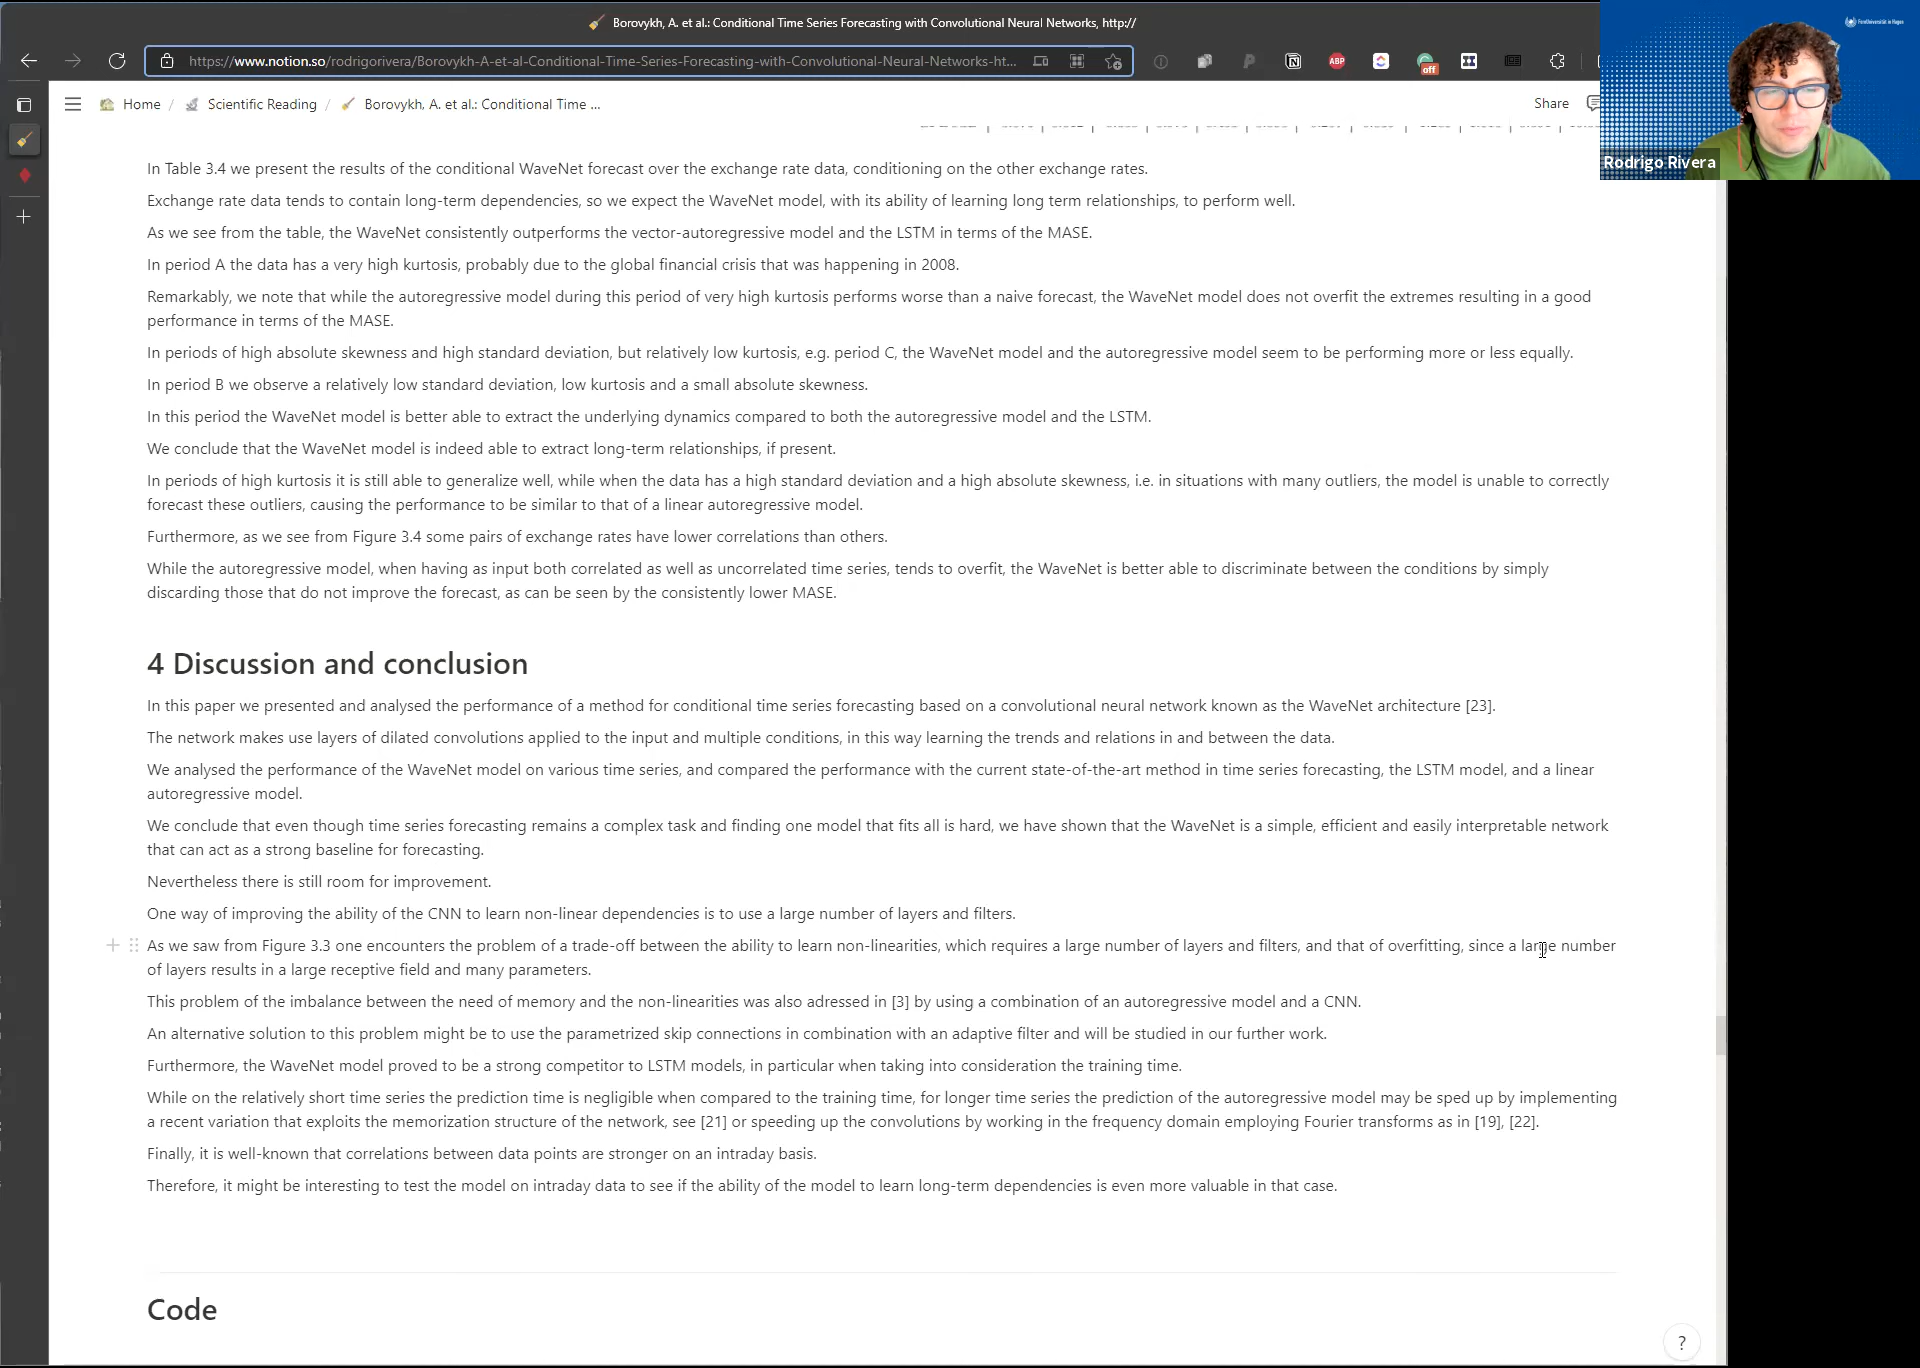 Borovykh, A. et al.: Conditional Time Series Forecasting with Convolutional Neural Networks, http://
https://www.notion.so/rodrigorivera/Borovykh-A-et-al-Conditional-Time-Series-Forecasting-with-Convolutional-Neural-Networks-ht...
ABP
off
Home / Scientific Reading / Borovykh, A. et al.: Conditional Time ...
Share
Rodrigo Rivera
In Table 3.4 we present the results of the conditional WaveNet forecast over the exchange rate data, conditioning on the other exchange rates.
Exchange rate data tends to contain long-term dependencies, so we expect the WaveNet model, with its ability of learning long term relationships, to perform well.
As we see from the table, the WaveNet consistently outperforms the vector-autoregressive model and the LSTM in terms of the MASE.
In period A the data has a very high kurtosis, probably due to the global financial crisis that was happening in 2008.
Remarkably, we note that while the autoregressive model during this period of very high kurtosis performs worse than a naive forecast, the WaveNet model does not overfit the extremes resulting in a good
performance in terms of the MASE.
In periods of high absolute skewness and high standard deviation, but relatively low kurtosis, e.g. period C, the WaveNet model and the autoregressive model seem to be performing more or less equally.
In period B we observe a relatively low standard deviation, low kurtosis and a small absolute skewness.
In this period the WaveNet model is better able to extract the underlying dynamics compared to both the autoregressive model and the LSTM.
We conclude that the WaveNet model is indeed able to extract long-term relationships, if present.
In periods of high kurtosis it is still able to generalize well, while when the data has a high standard deviation and a high absolute skewness, i.e. in situations with many outliers, the model is unable to correctly
forecast these outliers, causing the performance to be similar to that of a linear autoregressive model.
Furthermore, as we see from Figure 3.4 some pairs of exchange rates have lower correlations than others.
While the autoregressive model, when having as input both correlated as well as uncorrelated time series, tends to overfit, the WaveNet is better able to discriminate between the conditions by simply
discarding those that do not improve the forecast, as can be seen by the consistently lower MASE.
4 Discussion and conclusion
In this paper we presented and analysed the performance of a method for conditional time series forecasting based on a convolutional neural network known as the WaveNet architecture [23].
The network makes use layers of dilated convolutions applied to the input and multiple conditions, in this way learning the trends and relations in and between the data.
We analysed the performance of the WaveNet model on various time series, and compared the performance with the current state-of-the-art method in time series forecasting, the LSTM model, and a linear
autoregressive model.
We conclude that even though time series forecasting remains a complex task and finding one model that fits all is hard, we have shown that the WaveNet is a simple, efficient and easily interpretable network
that can act as a strong baseline for forecasting.
Nevertheless there is still room for improvement.
One way of improving the ability of the CNN to learn non-linear dependencies is to use a large number of layers and filters.
As we saw from Figure 3.3 one encounters the problem of a trade-off between the ability to learn non-linearities, which requires a large number of layers and filters, and that of overfitting, since a large number
of layers results in a large receptive field and many parameters.
This problem of the imbalance between the need of memory and the non-linearities was also adressed in [3] by using a combination of an autoregressive model and a CNN.
An alternative solution to this problem might be to use the parametrized skip connections in combination with an adaptive filter and will be studied in our further work.
Furthermore, the WaveNet model proved to be a strong competitor to LSTM models, in particular when taking into consideration the training time.
While on the relatively short time series the prediction time is negligible when compared to the training time, for longer time series the prediction of the autoregressive model may be sped up by implementing
a recent variation that exploits the memorization structure of the network, see [21] or speeding up the convolutions by working in the frequency domain employing Fourier transforms as in [19], [22].
Finally, it is well-known that correlations between data points are stronger on an intraday basis.
Therefore, it might be interesting to test the model on intraday data to see if the ability of the model to learn long-term dependencies is even more valuable in that case.
Code
?